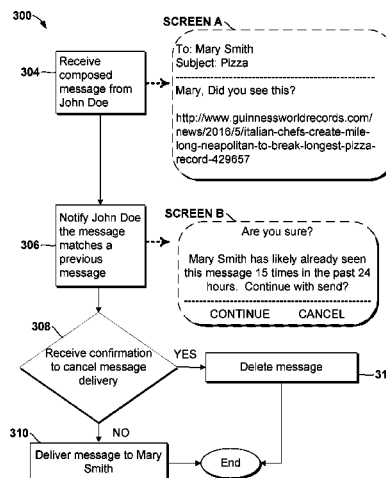 300
SCREEN A
304
Receive
composed
message from
John Doe
To: Mary Smith
Subject: Pizza
Mary, Did you see this?
http://www.guinnessworldrecords.com/
news/2016/5/italian-chefs-create-mile-
long-neapolitan-to-break-longest-pizza-
record-429657
306
Notify John Doe
the message
matches a
previous
message
SCREEN B
Are you sure?
Mary Smith has likely already seen
this message 15 times in the past 24
hours. Continue with send?
CONTINUE CANCEL
308
Receive confirmation
to cancel message
delivery
YES
Delete message
31
NO
310
Deliver message to Mary
Smith
End